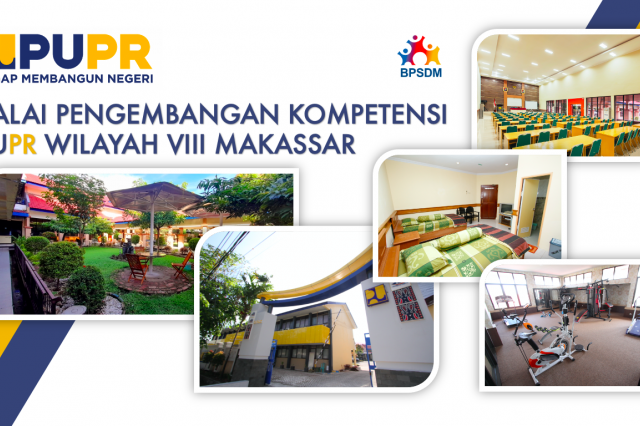 PUPR
AP MEMBANGUN NEGERI
BPSDM
ALAI PENGEMBANGAN KOMPETENSI
UPR WILAYAH VIII MAKASSAR